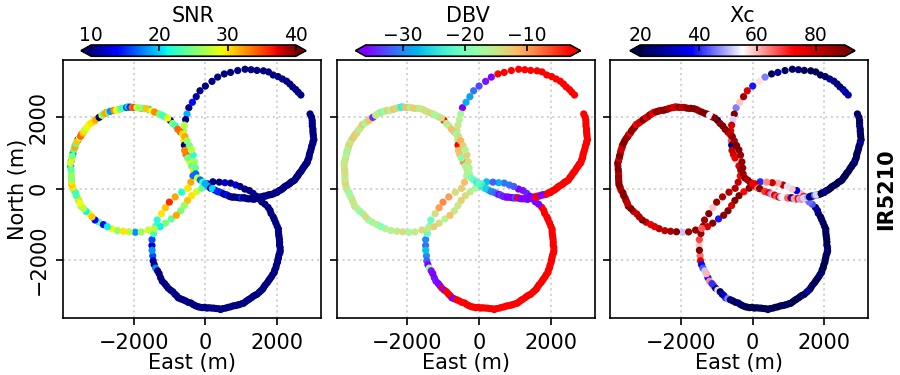 SNR
10 20 30 40
DBV
−30 −20 −10
Xc
20 40 60 80
North (m)
2000
0
−2000
−2000 0 2000
East (m)
−2000 0 2000
East (m)
−2000 0 2000
East (m)
IR5210